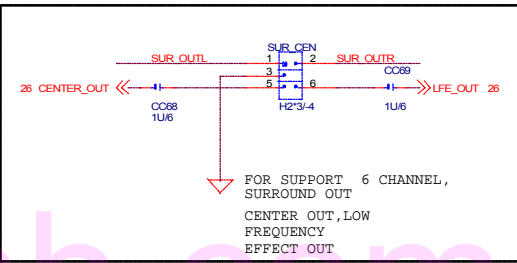 SUR_CEN
SUR_OUTL 1 2 SUR_OUTR
3 CC69
26 CENTER_OUT 5 6 LFE_OUT 26
CC68 H2*3/-4 1U/6
1U/6
FOR SUPPORT 6 CHANNEL,
SURROUND OUT
CENTER OUT,LOW
FREQUENCY
EFFECT OUT